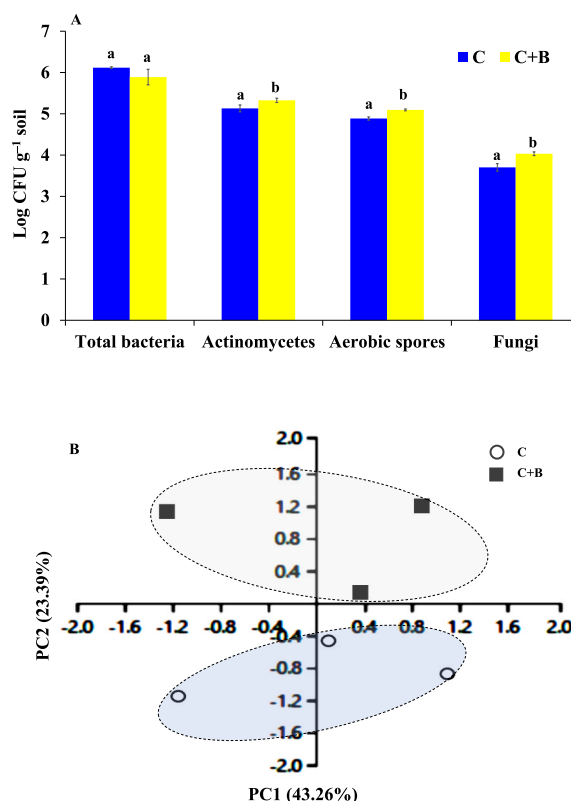 A
C C+B
7
6
5
4
3
2
1
0
Log CFU g⁻¹ soil
a a
a b
a b
a b
Total bacteria Actinomycetes Aerobic spores Fungi
B
C
C+B
2.0
1.6
1.2
0.8
0.4
-2.0 -1.6 -1.2 -0.8 -0.4 0.4 0.8 1.2 1.6 2.0
-0.4
-0.8
-1.2
-1.6
-2.0
PC2 (23.39%)
PC1 (43.26%)